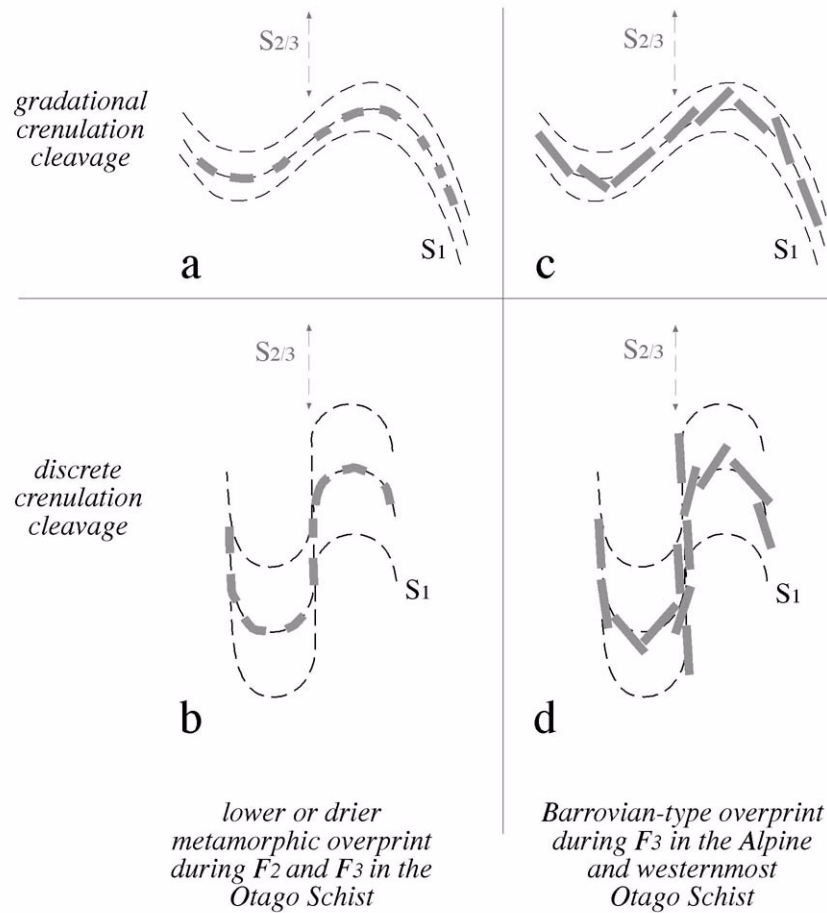 S2/3
S2/3
gradational
crenulation
cleavage
S1
S1
a
c
S2/3
S2/3
discrete
crenulation
cleavage
S1
S1
b
d
lower or drier
metamorphic overprint
during F2 and F3 in the
Otago Schist
Barrovian-type overprint
during F3 in the Alpine
and westernmost
Otago Schist